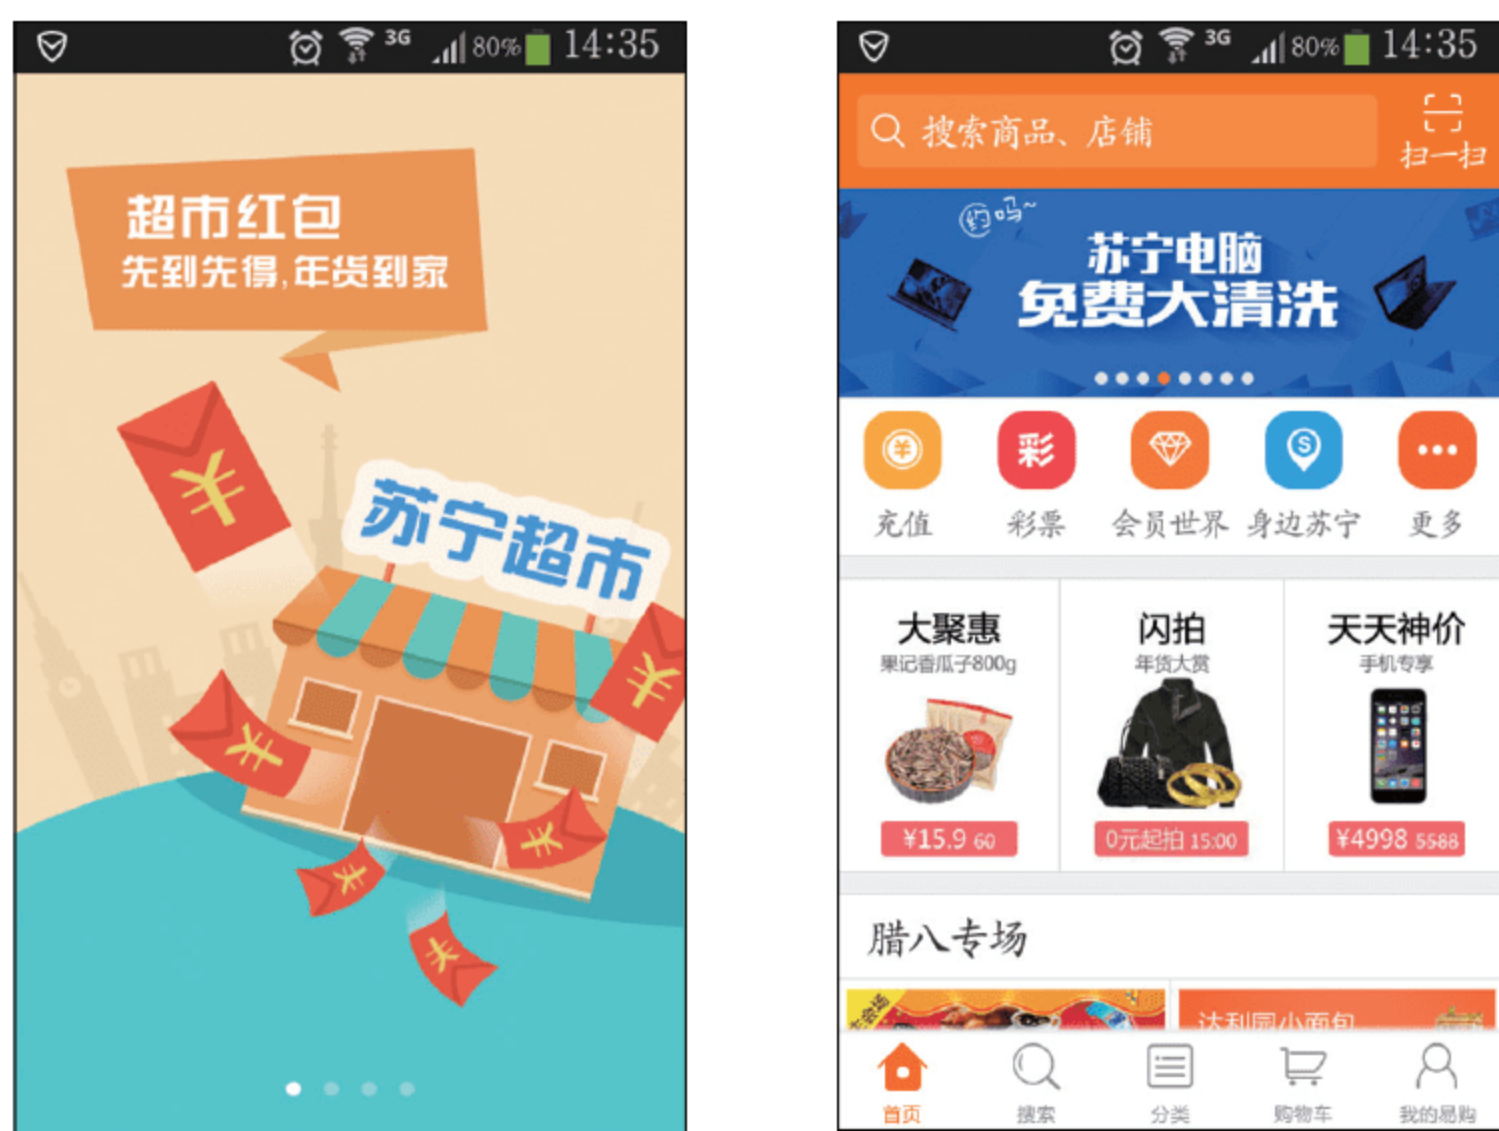 3G 80% 14:35
超市红包
先到先得,年货到家
苏宁超市
3G 80% 14:35
搜索商品、店铺
扫一扫
约吗~
苏宁电脑
免费大清洗
彩
充值 彩票 会员世界 身边苏宁 更多
大聚惠 闪拍 天天神价
果记香瓜子800g 年货大赏 手机专享
¥15.9 60 0元起拍 15:00 ¥4998 5588
腊八专场
主会场
达利园小面包
首页 搜索 分类 购物车 我的易购